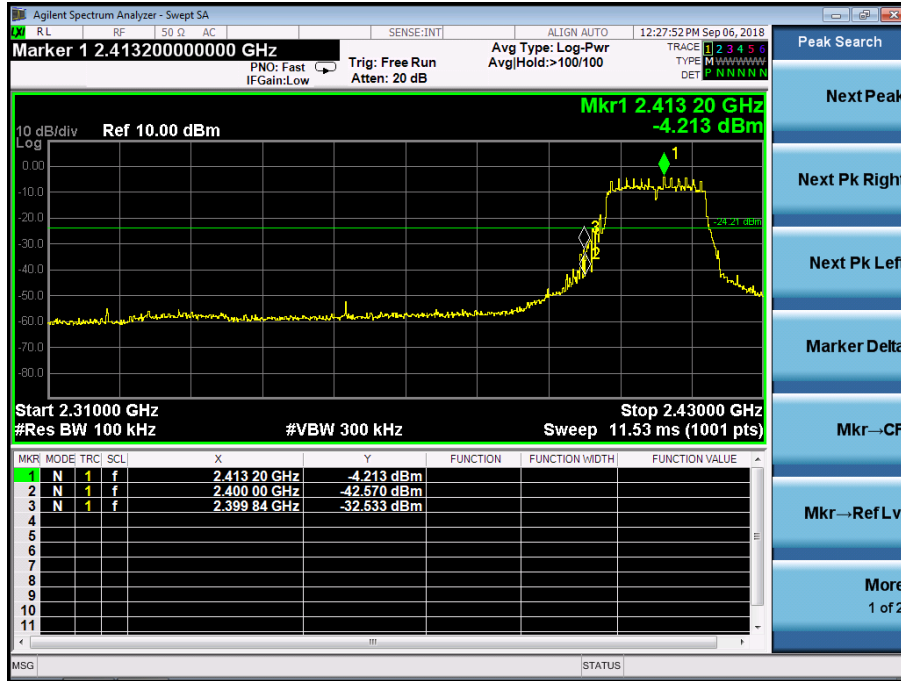 Agilent Spectrum Analyzer - Swept SA
LXI RL RF 50 Ω AC SENSE:INT ALIGN AUTO 12:27:52 PM Sep 06, 2018
Marker 1 2.413200000000 GHz
PNO: Fast
IFGain:Low
Trig: Free Run
Atten: 20 dB
Avg Type: Log-Pwr
Avg|Hold:>100/100
TRACE 1 2 3 4 5 6
TYPE M WWWWW
DET P N N N N N
Peak Search
Next Peak
Next Pk Right
Next Pk Left
Marker Delta
Mkr→CF
Mkr→Ref Lv
More
1 of 2
Mkr1 2.413 20 GHz
-4.213 dBm
10 dB/div Ref 10.00 dBm
Log
0.00
-10.0
-20.0
-30.0
-40.0
-50.0
-60.0
-70.0
-80.0
1
-24.21 dBm
3
2
Start 2.31000 GHz Stop 2.43000 GHz
#Res BW 100 kHz #VBW 300 kHz Sweep 11.53 ms (1001 pts)
MKR MODE TRC SCL X Y FUNCTION FUNCTION WIDTH FUNCTION VALUE
1 N 1 f 2.413 20 GHz -4.213 dBm
2 N 1 f 2.400 00 GHz -42.570 dBm
3 N 1 f 2.399 84 GHz -32.533 dBm
4
5
6
7
8
9
10
11
MSG STATUS